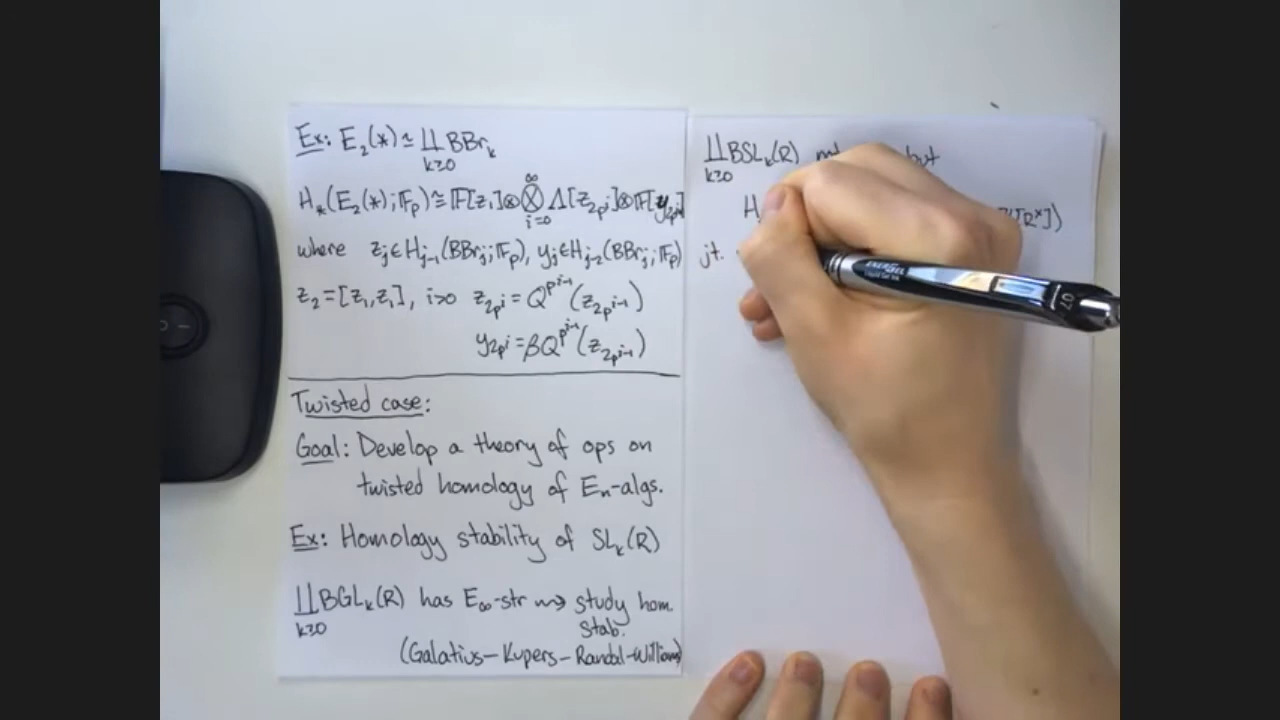 Ex: E₂(*) ≃ ∐_{k≥0} BBr_k
H_*(E₂(*);𝔽_p) ≅ 𝔽[z₁]⊗⨂_{i=0}^{∞} Λ[z_{2p^i}]⊗𝔽[y_{2p^i}]
where z_j∈H_{j-1}(BBr_j;𝔽_p), y_j∈H_{j-2}(BBr_j;𝔽_p)
z₂=[z₁,z₁], i>0 z_{2p^i} = Q^{p^{i-1}}(z_{2p^{i-1}})
y_{2p^i} = βQ^{p^{i-1}}(z_{2p^{i-1}})
Twisted case:
Goal: Develop a theory of ops on
twisted homology of E_n-algs.
Ex: Homology stability of SL_k(R)
∐_{k≥0} BGL_k(R) has E_∞-str ⇝ study hom.
stab.
(Galatius–Kupers–Randal-Williams)
∐_{k≥0} BSL_k(R) but
H [R^×])
jt.
ENERGEL
07